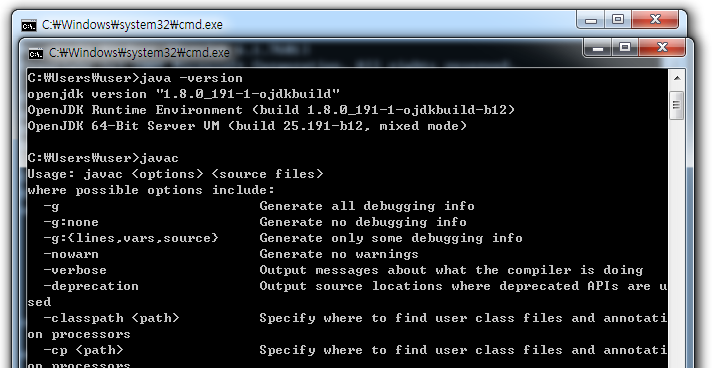 C:₩Windows₩system32₩cmd.exe
C:₩Windows₩system32₩cmd.exe
C:₩Users₩user>java -version
openjdk version "1.8.0_191-1-ojdkbuild"
OpenJDK Runtime Environment (build 1.8.0_191-1-ojdkbuild-b12)
OpenJDK 64-Bit Server VM (build 25.191-b12, mixed mode)
C:₩Users₩user>javac
Usage: javac <options> <source files>
where possible options include:
-g Generate all debugging info
-g:none Generate no debugging info
-g:{lines,vars,source} Generate only some debugging info
-nowarn Generate no warnings
-verbose Output messages about what the compiler is doing
-deprecation Output source locations where deprecated APIs are u
sed
-classpath <path> Specify where to find user class files and annotati
on processors
-cp <path> Specify where to find user class files and annotati
on processors